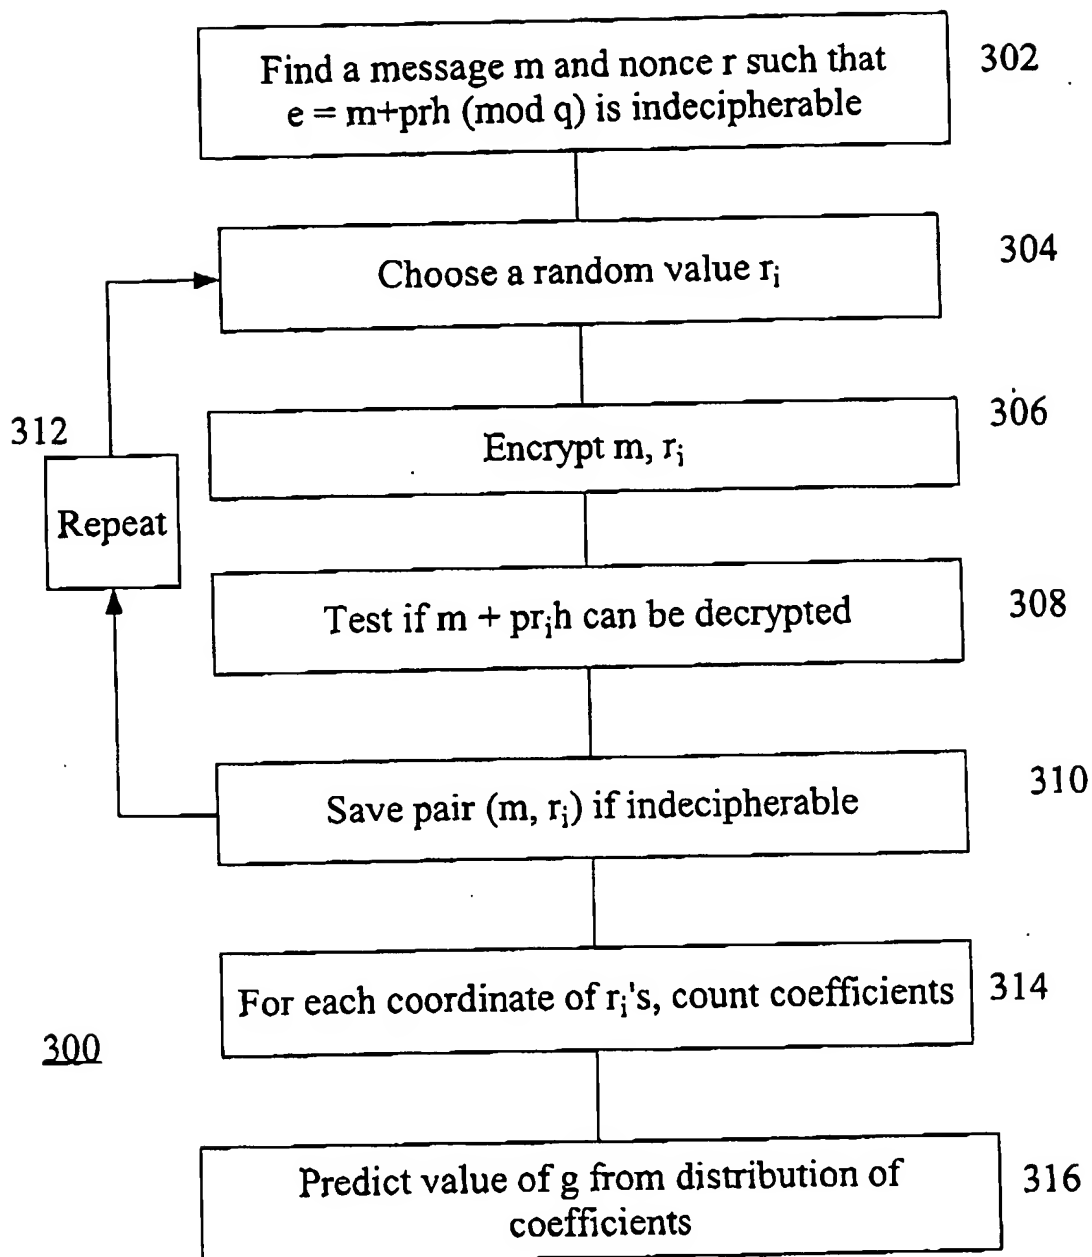 Find a message m and nonce r such that
e = m+prh (mod q) is indecipherable
302
Choose a random value ri
304
Encrypt m, ri
306
312
Repeat
Test if m + prih can be decrypted
308
Save pair (m, ri) if indecipherable
310
For each coordinate of ri's, count coefficients
314
300
Predict value of g from distribution of
coefficients
316